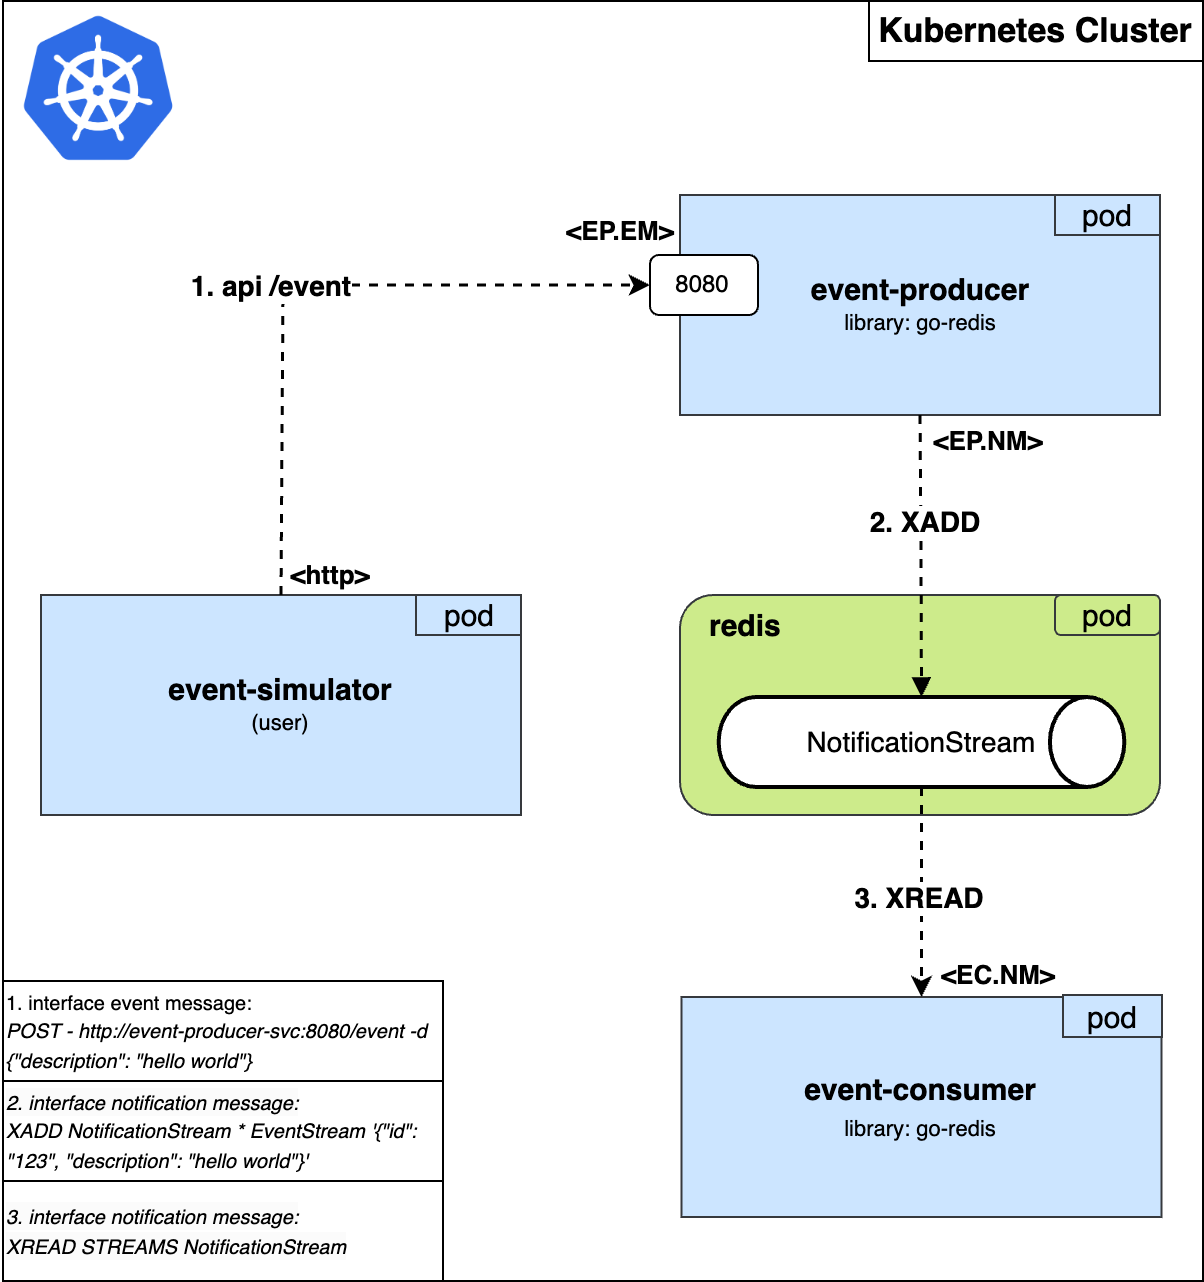 Kubernetes Cluster
<EP.EM>
pod
1. api /event
8080
event-producer
library: go-redis
<EP.NM>
2. XADD
<http>
pod
event-simulator
(user)
redis
pod
NotificationStream
3. XREAD
<EC.NM>
pod
event-consumer
library: go-redis
1. interface event message:
POST - http://event-producer-svc:8080/event -d
{"description": "hello world"}
2. interface notification message:
XADD NotificationStream * EventStream '{"id":
"123", "description": "hello world"}'
3. interface notification message:
XREAD STREAMS NotificationStream